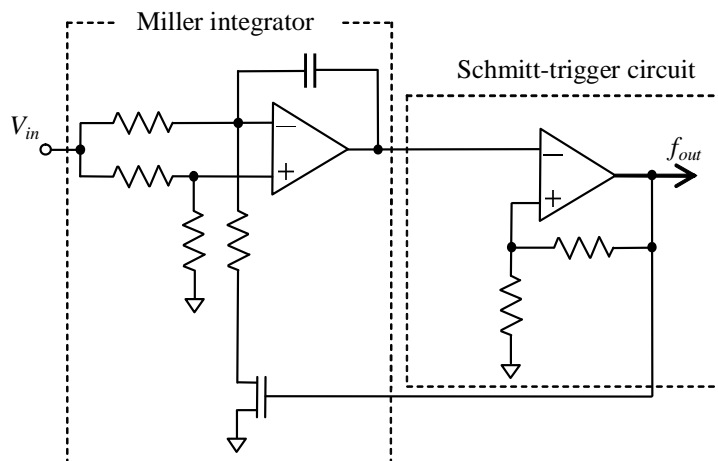 Miller integrator
Schmitt-trigger circuit
V_in
f_out
−
+
−
+